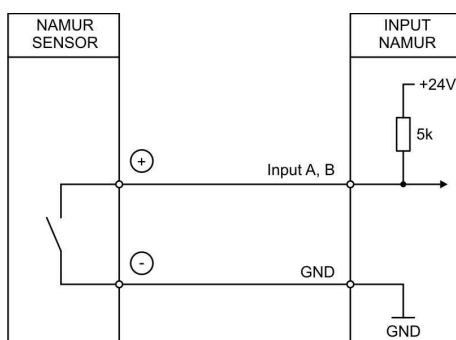 NAMUR
SENSOR
INPUT
NAMUR
+24V
5k
+
Input A, B
-
GND
GND